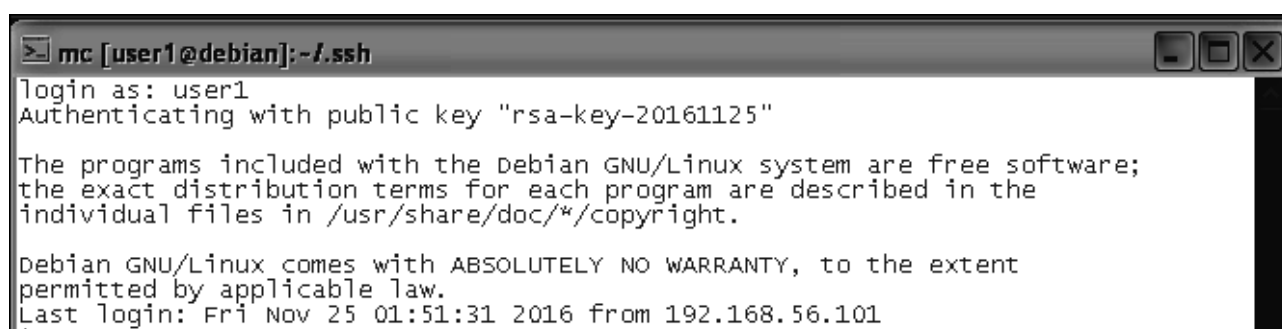 mc [user1@debian]:~/.ssh
login as: user1
Authenticating with public key "rsa-key-20161125"
The programs included with the Debian GNU/Linux system are free software;
the exact distribution terms for each program are described in the
individual files in /usr/share/doc/*/copyright.
Debian GNU/Linux comes with ABSOLUTELY NO WARRANTY, to the extent
permitted by applicable law.
Last login: Fri Nov 25 01:51:31 2016 from 192.168.56.101